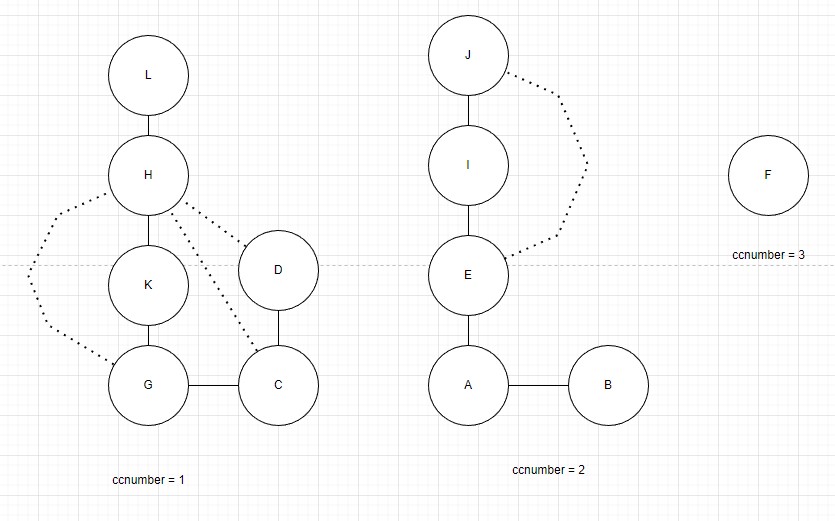 J
L
I
H
F
ccnumber = 3
D
E
K
G
C
A
B
ccnumber = 2
ccnumber = 1